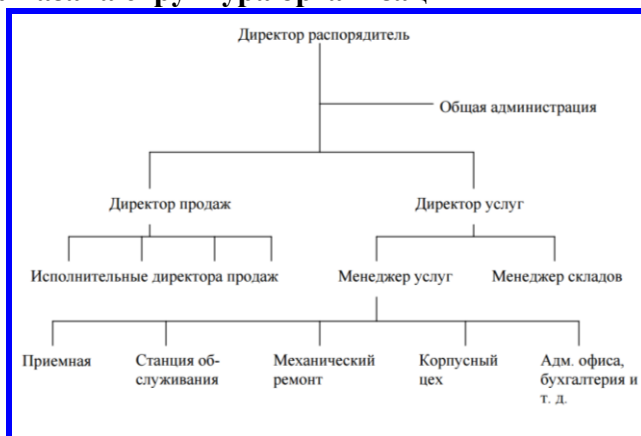 Директор распорядитель
Общая администрация
Директор продаж
Директор услуг
Исполнительные директора продаж
Менеджер услуг
Менеджер складов
Приемная
Станция об-
служивания
Механический
ремонт
Корпусный
цех
Адм. офиса,
бухгалтерия и
т. д.